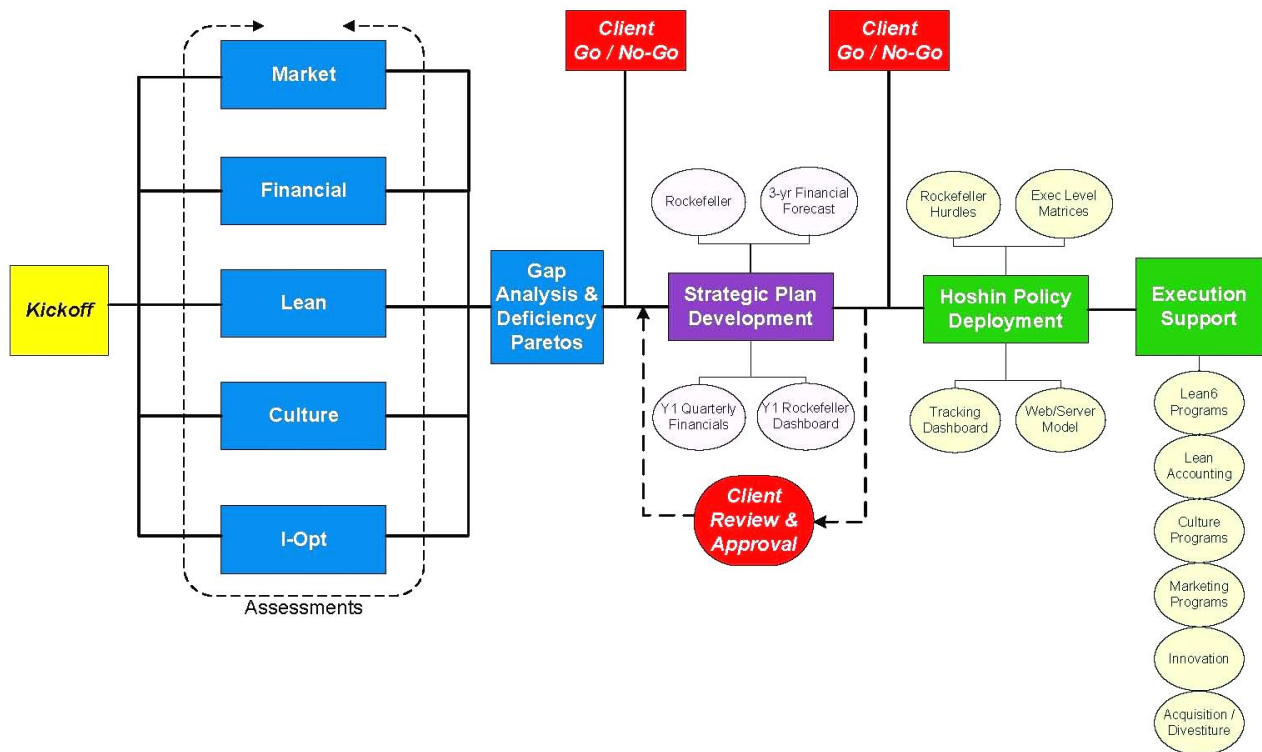 Client
Go / No-Go
Client
Go / No-Go
Market
Financial
Rockefeller
3-yr Financial
Forecast
Rockefeller
Hurdles
Exec Level
Matrices
Kickoff
Lean
Gap
Analysis &
Deficiency
Paretos
Strategic Plan
Development
Hoshin Policy
Deployment
Execution
Support
Culture
Y1 Quarterly
Financials
Y1 Rockefeller
Dashboard
Tracking
Dashboard
Web/Server
Model
Lean6
Programs
Lean
Accounting
Client
Review &
Approval
I-Opt
Culture
Programs
Assessments
Marketing
Programs
Innovation
Acquisition /
Divestiture